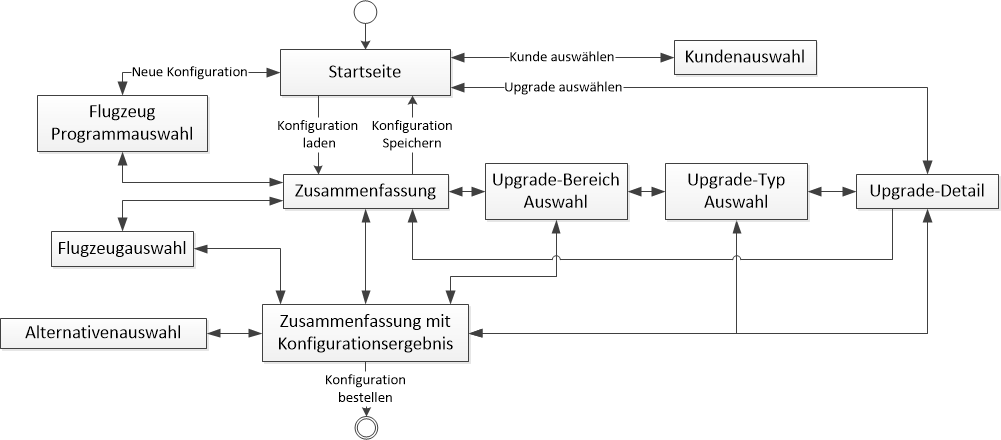 Startseite
Kunde auswählen
Kundenauswahl
Neue Konfiguration
Upgrade auswählen
Flugzeug
Programmauswahl
Konfiguration
laden
Konfiguration
Speichern
Zusammenfassung
Upgrade-Bereich
Auswahl
Upgrade-Typ
Auswahl
Upgrade-Detail
Flugzeugauswahl
Alternativenauswahl
Zusammenfassung mit
Konfigurationsergebnis
Konfiguration
bestellen